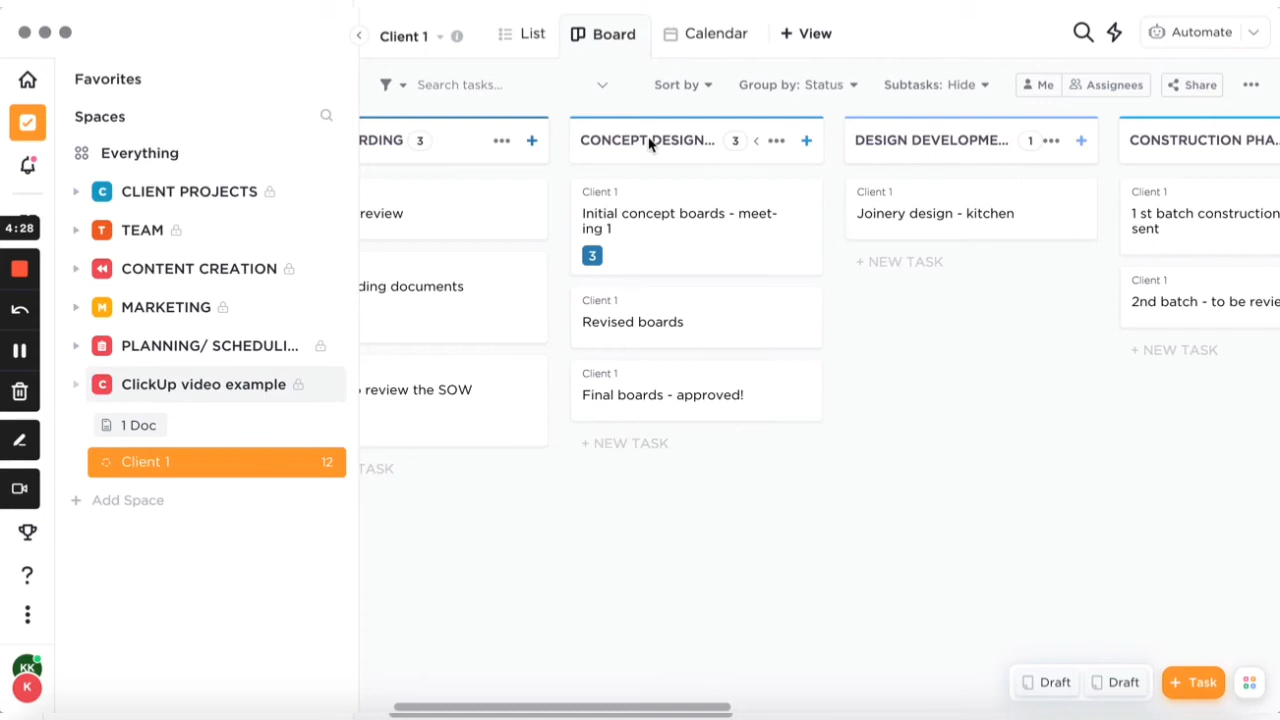 Client 1
List
Board
Calendar
+ View
Automate
Favorites
Search tasks...
Sort by
Group by: Status
Subtasks: Hide
Me
Assignees
Share
Spaces
Everything
CLIENT PROJECTS
TEAM
4:28
CONTENT CREATION
MARKETING
PLANNING/ SCHEDULI...
ClickUp video example
1 Doc
Client 1 12
+ Add Space
C
T
M
C
KK
K
?
RDING 3
review
ding documents
review the SOW
TASK
CONCEPT DESIGN... 3
Client 1
Initial concept boards - meet-
ing 1
3
Client 1
Revised boards
Client 1
Final boards - approved!
+ NEW TASK
DESIGN DEVELOPME... 1
Client 1
Joinery design - kitchen
+ NEW TASK
CONSTRUCTION PHA...
Client 1
1 st batch construction
sent
Client 1
2nd batch - to be revie
+ NEW TASK
Draft
Draft
+ Task